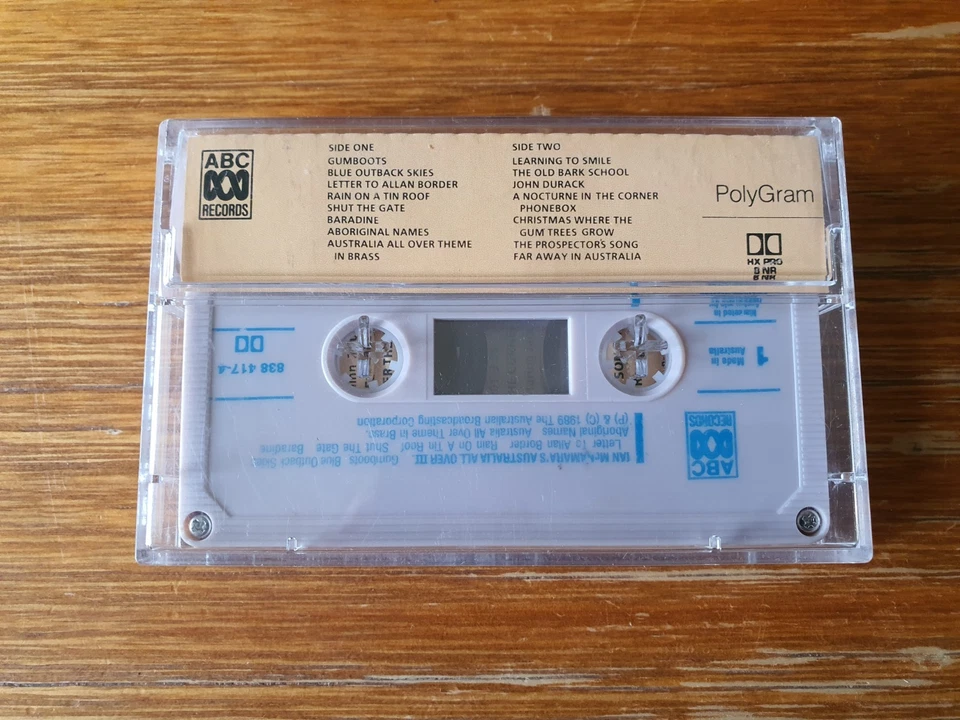 ABC
RECORDS
SIDE ONE
GUMBOOTS
BLUE OUTBACK SKIES
LETTER TO ALLAN BORDER
RAIN ON A TIN ROOF
SHUT THE GATE
BARADINE
ABORIGINAL NAMES
AUSTRALIA ALL OVER THEME
IN BRASS
SIDE TWO
LEARNING TO SMILE
THE OLD BARK SCHOOL
JOHN DURACK
A NOCTURNE IN THE CORNER
PHONEBOX
CHRISTMAS WHERE THE
GUM TREES GROW
THE PROSPECTOR'S SONG
FAR AWAY IN AUSTRALIA
PolyGram
HX PRO
B NR
ABC
RECORDS
IAN McNAMARA'S AUSTRALIA ALL OVER III
Gumboots Blue Outback Skies
Letter To Allan Border Rain On A Tin Roof Shut The Gate Baradine
Aboriginal Names Australia All Over Theme in Brass
(P) & (C) 1989 The Australian Broadcasting Corporation
1
Made in
Australia
838 417-4